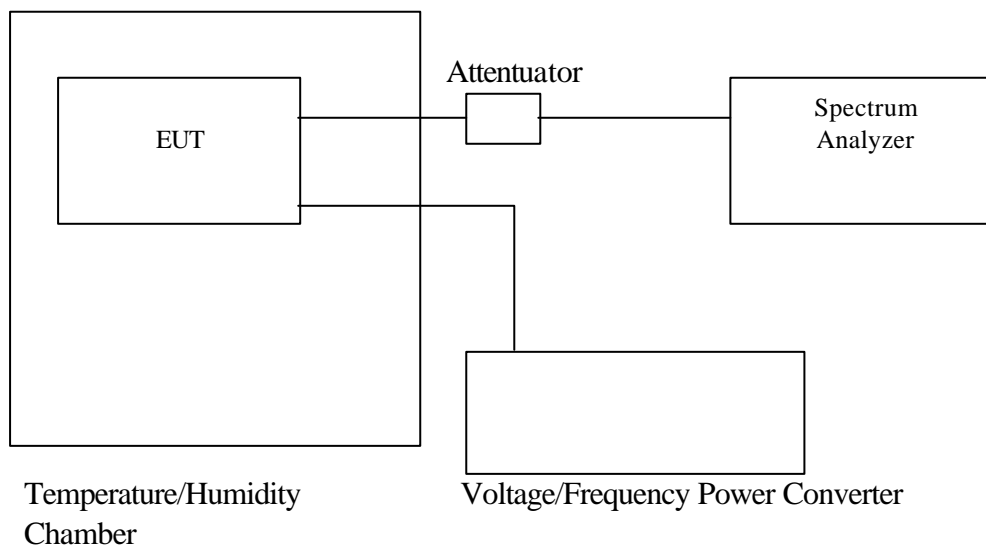 Attentuator
Spectrum
Analyzer
EUT
Temperature/Humidity
Chamber
Voltage/Frequency Power Converter